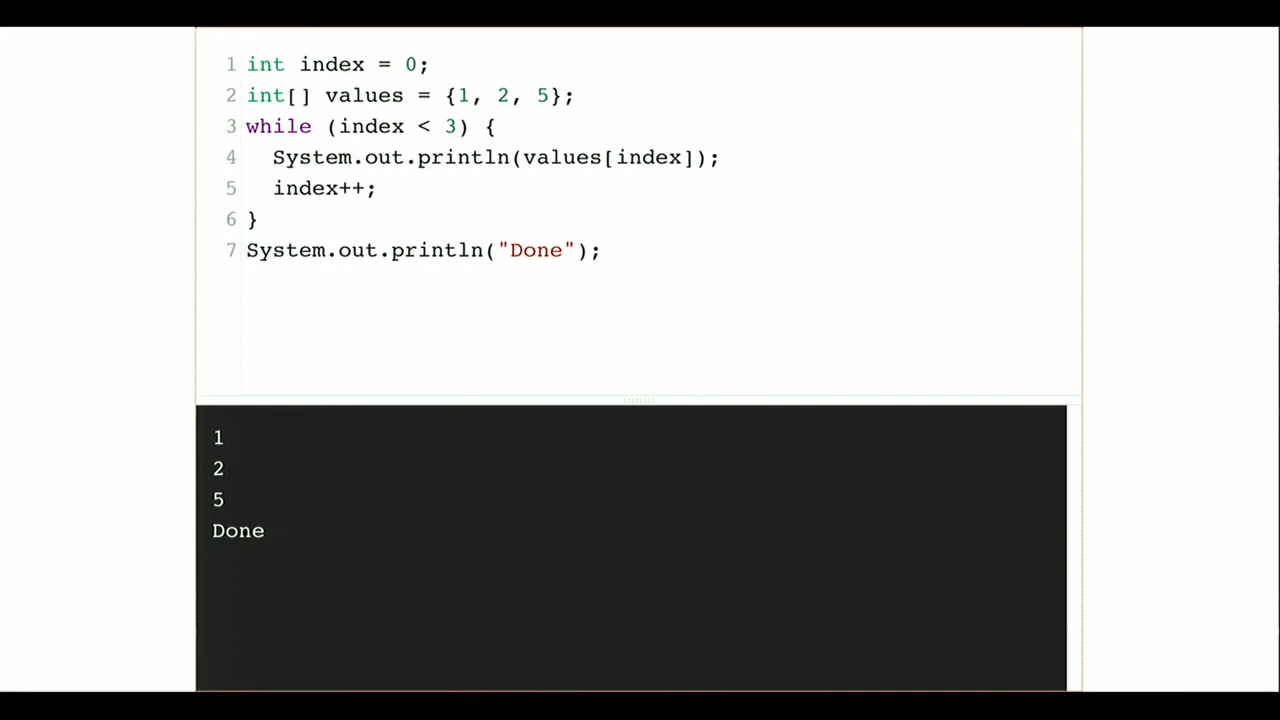 1 int index = 0;
2 int[] values = {1, 2, 5};
3 while (index < 3) {
4   System.out.println(values[index]);
5   index++;
6 }
7 System.out.println("Done");
1
2
5
Done